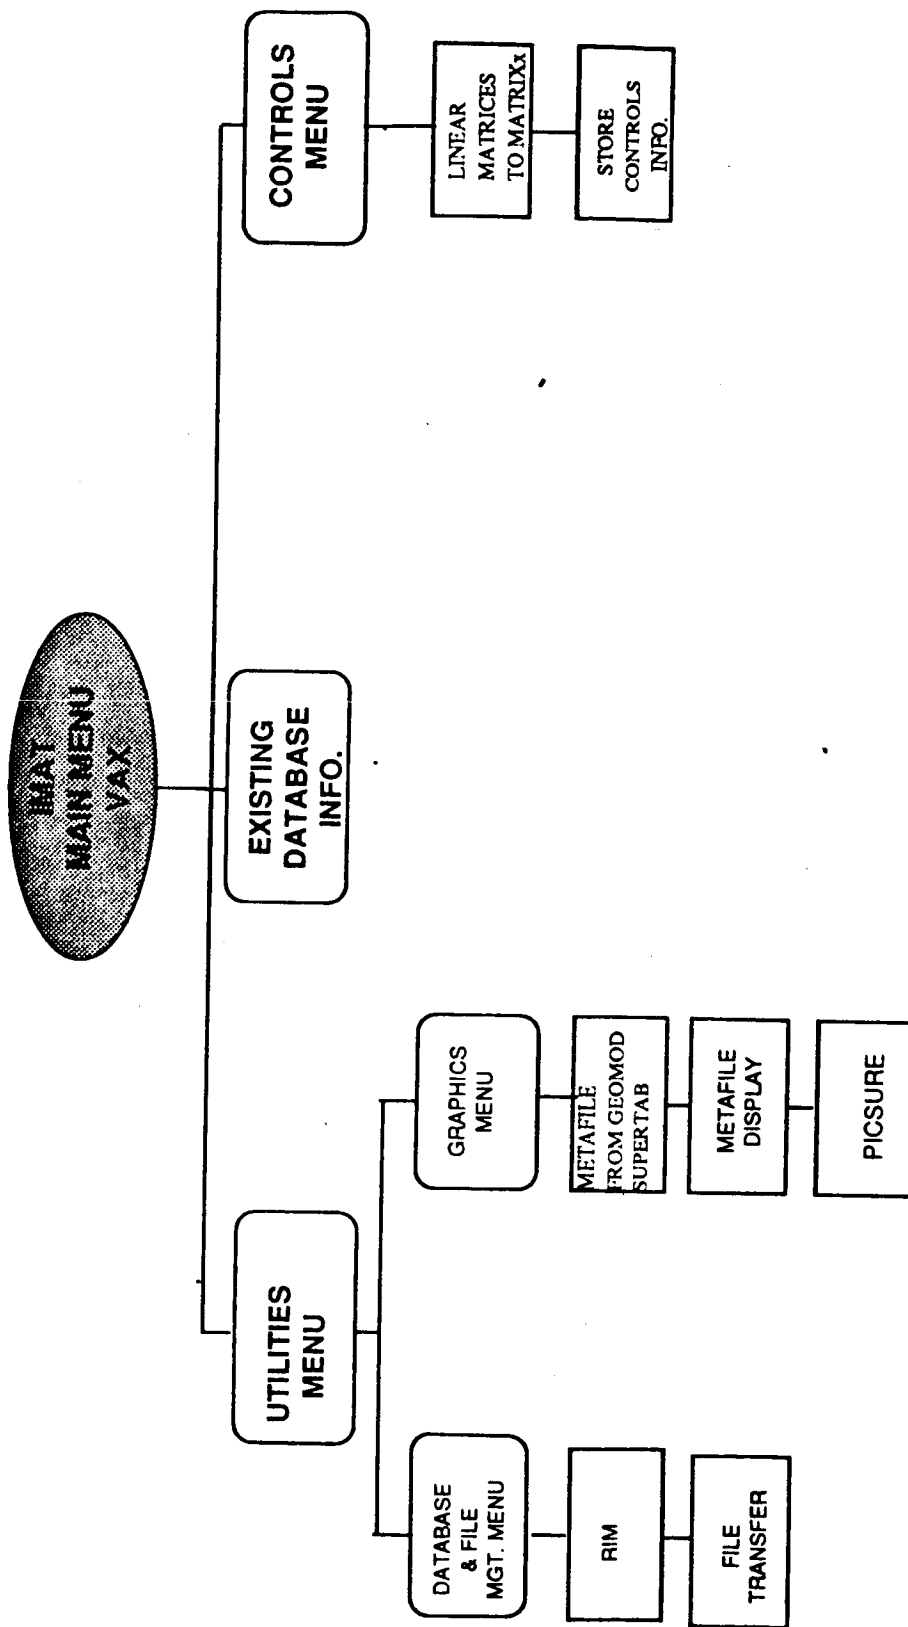 IMAT
MAIN MENU
VAX
UTILITIES
MENU
EXISTING
DATABASE
INFO.
CONTROLS
MENU
DATABASE
& FILE
MGT. MENU
GRAPHICS
MENU
LINEAR
MATRICES
TO MATRIXx
RIM
METAFILE
FROM GEOMOD
SUPERTAB
STORE
CONTROLS
INFO.
FILE
TRANSFER
METAFILE
DISPLAY
PICSURE